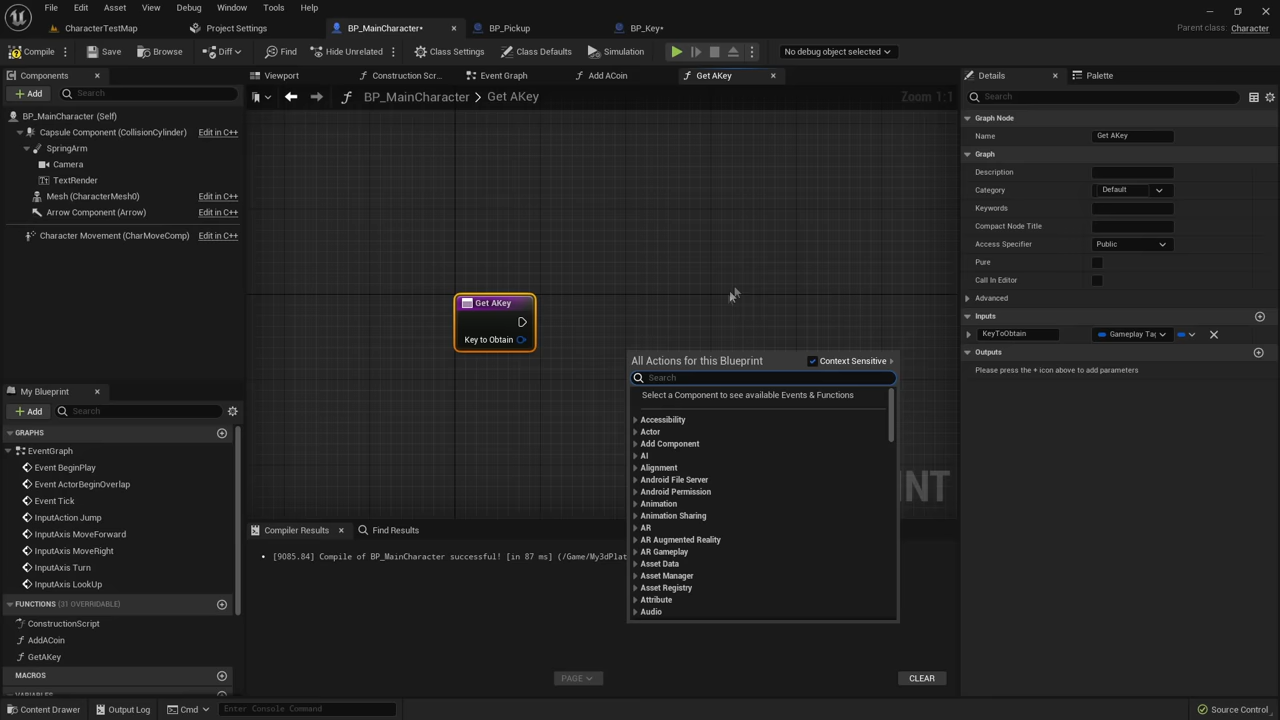 File Edit Asset View Debug Window Tools Help
Parent class: Character
CharacterTestMap Project Settings BP_MainCharacter* BP_Pickup BP_Key*
Compile Save Browse Diff Find Hide Unrelated Class Settings Class Defaults Simulation No debug object selected
Components
Viewport Construction Scr... Event Graph Add ACoin Get AKey
Details Palette
Add Search
BP_MainCharacter > Get AKey
Zoom 1:1
Search
BP_MainCharacter (Self)
Capsule Component (CollisionCylinder) Edit in C++
SpringArm
Camera
TextRender
Mesh (CharacterMesh0) Edit in C++
Arrow Component (Arrow) Edit in C++
Character Movement (CharMoveComp) Edit in C++
Graph Node
Name Get AKey
Graph
Description
Category Default
Keywords
Compact Node Title
Access Specifier Public
Pure
Call In Editor
Advanced
Inputs
KeyToObtain Gameplay Tag
Outputs
Please press the + icon above to add parameters
Get AKey
Key to Obtain
All Actions for this Blueprint Context Sensitive
Search
Select a Component to see available Events & Functions
Accessibility
Actor
Add Component
AI
Alignment
Android File Server
Android Permission
Animation
Animation Sharing
AR
AR Augmented Reality
AR Gameplay
Asset Data
Asset Manager
Asset Registry
Attribute
Audio
My Blueprint
Add Search
GRAPHS
EventGraph
Event BeginPlay
Event ActorBeginOverlap
Event Tick
InputAction Jump
InputAxis MoveForward
InputAxis MoveRight
InputAxis Turn
InputAxis LookUp
FUNCTIONS (31 OVERRIDABLE)
ConstructionScript
AddACoin
GetAKey
MACROS
VARIABLES
Compiler Results Find Results
[9085.84] Compile of BP_MainCharacter successful! [in 87 ms] (/Game/My3dPlat
PAGE CLEAR
Content Drawer Output Log Cmd Enter Console Command Source Control